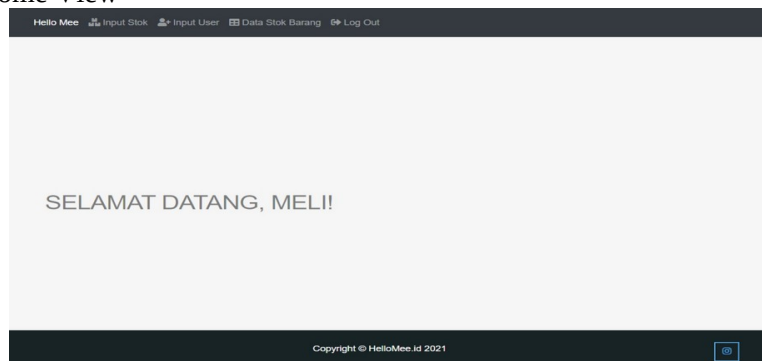 Home View
Hello Mee Input Stok Input User Data Stok Barang Log Out
SELAMAT DATANG, MELI!
Copyright © HelloMee.id 2021